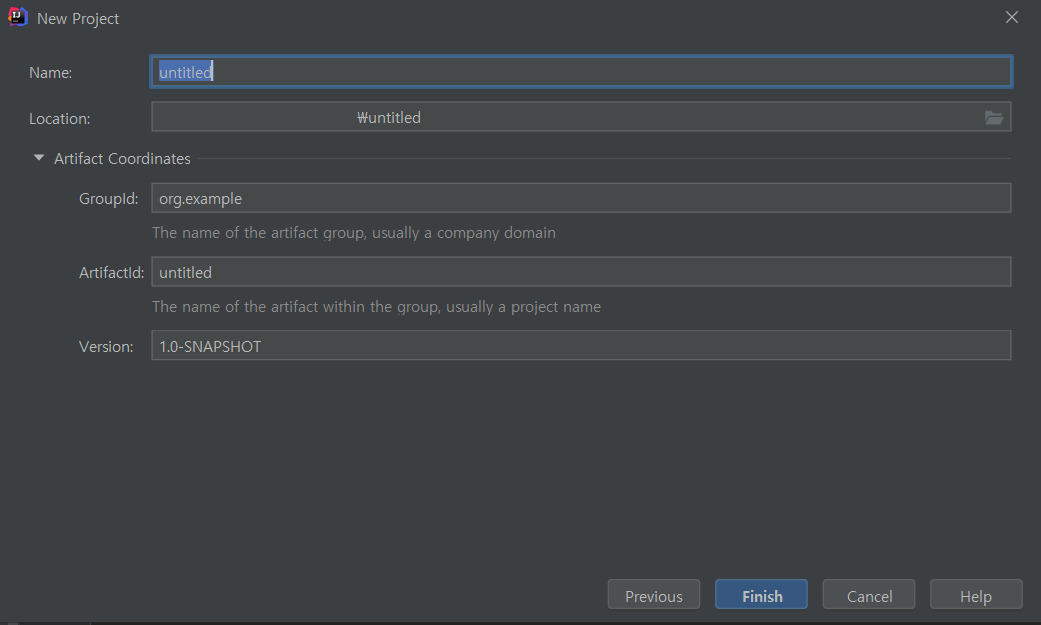 New Project
Name: untitled
Location: ₩untitled
Artifact Coordinates
GroupId: org.example
The name of the artifact group, usually a company domain
ArtifactId: untitled
The name of the artifact within the group, usually a project name
Version: 1.0-SNAPSHOT
Previous Finish Cancel Help